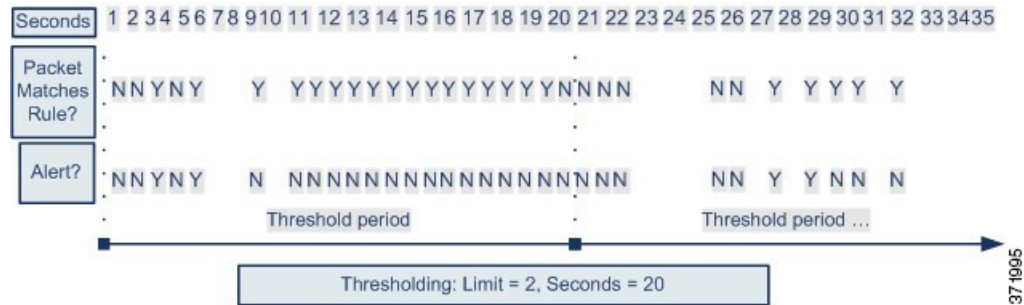 Seconds 1 2 3 4 5 6 7 8 9 10 11 12 13 14 15 16 17 18 19 20 21 22 23 24 25 26 27 28 29 30 31 32 33 34 35
Packet
Matches
Rule?
N N Y N Y Y Y Y Y Y Y Y Y Y Y Y Y Y Y Y N N N N N N Y Y Y Y Y
Alert?
N N Y N Y N N N N N N N N N N N N N N N N N N N N N Y Y N N N
Threshold period
Threshold period ...
Thresholding: Limit = 2, Seconds = 20
371995